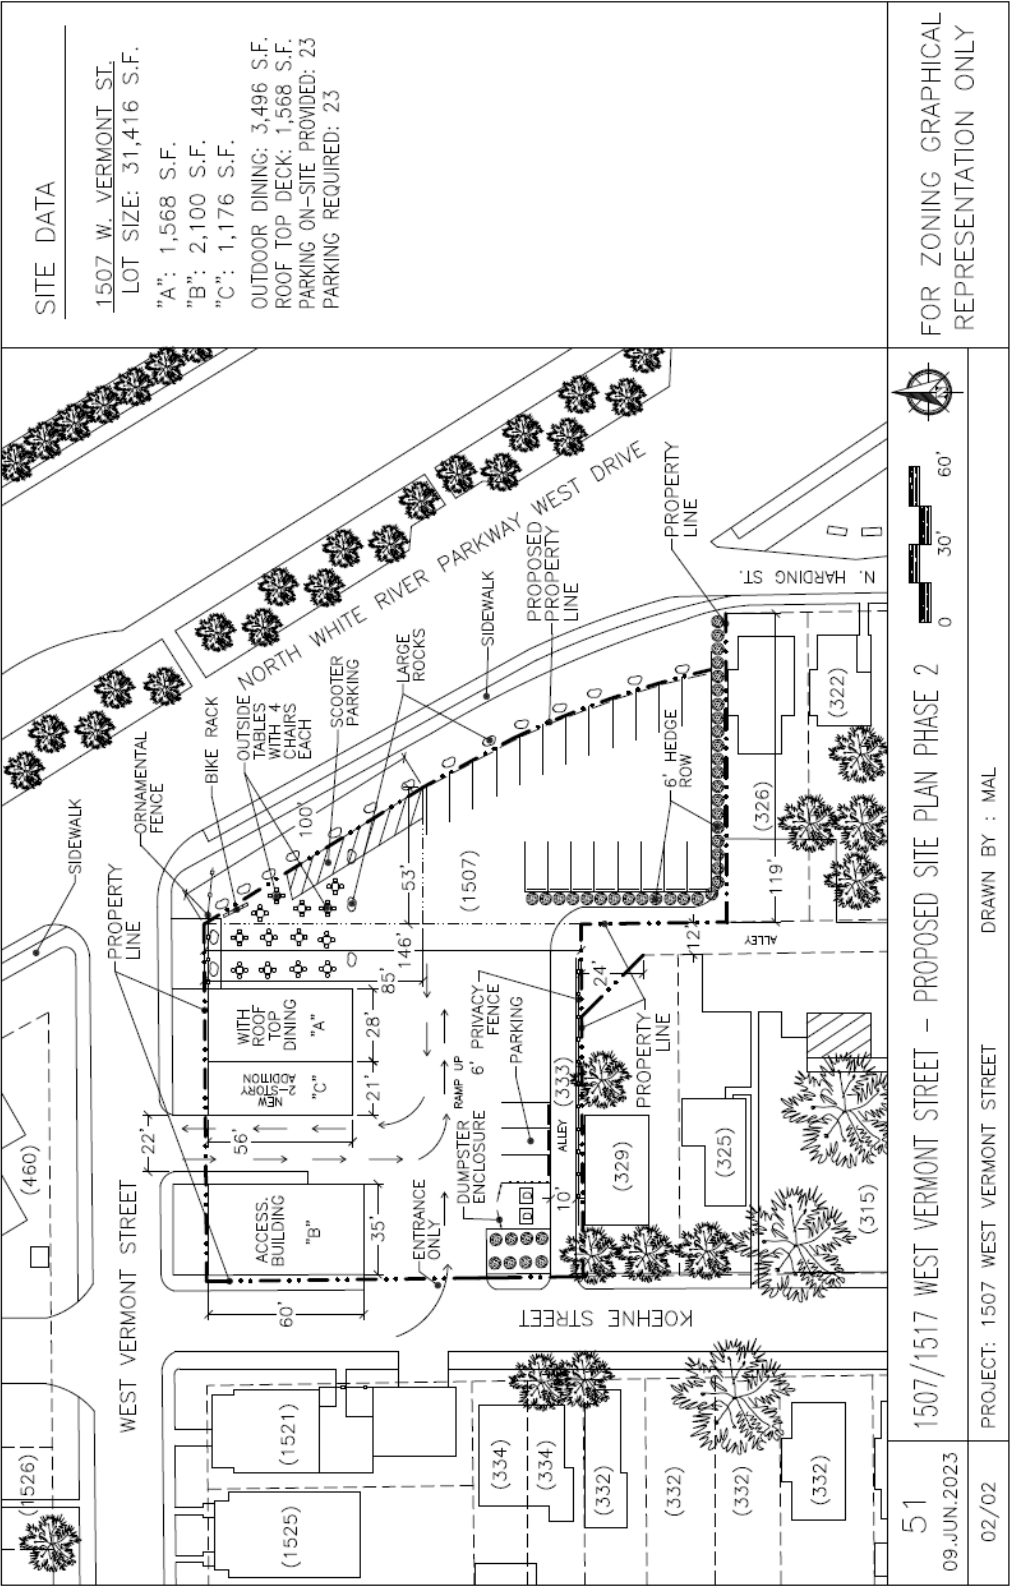 SITE DATA
1507 W. VERMONT ST.
LOT SIZE: 31,416 S.F.
"A": 1,568 S.F.
"B": 2,100 S.F.
"C": 1,176 S.F.
OUTDOOR DINING: 3,496 S.F.
ROOF TOP DECK: 1,568 S.F.
PARKING ON-SITE PROVIDED: 23
PARKING REQUIRED: 23
FOR ZONING GRAPHICAL
REPRESENTATION ONLY
(1526)
(460)
SIDEWALK
WEST VERMONT STREET
PROPERTY
LINE
ORNAMENTAL
FENCE
BIKE RACK
OUTSIDE
TABLES
WITH 4
CHAIRS
EACH
NORTH WHITE RIVER PARKWAY WEST DRIVE
SCOOTER
PARKING
LARGE
ROCKS
SIDEWALK
PROPOSED
PROPERTY
LINE
PROPERTY
LINE
N. HARDING ST.
22'
ACCESS.
BUILDING
"B"
60'
35'
56'
NEW
2-STORY
ADDITION
"C"
21'
WITH
ROOF
TOP
DINING
"A"
28'
85'
146'
53'
100'
(1507)
6' HEDGE
ROW
ENTRANCE
ONLY
RAMP UP
DUMPSTER
ENCLOSURE
D
D
6' PRIVACY
FENCE
PARKING
10'
ALLEY
(333)
24'
12'
ALLEY
119'
PROPERTY
LINE
KOEHNE STREET
(1525)
(1521)
(334)
(334)
(332)
(332)
(332)
(332)
(329)
(325)
(315)
(326)
(322)
0
30'
60'
51
09.JUN.2023
02/02
1507/1517 WEST VERMONT STREET - PROPOSED SITE PLAN PHASE 2
PROJECT: 1507 WEST VERMONT STREET
DRAWN BY : MAL